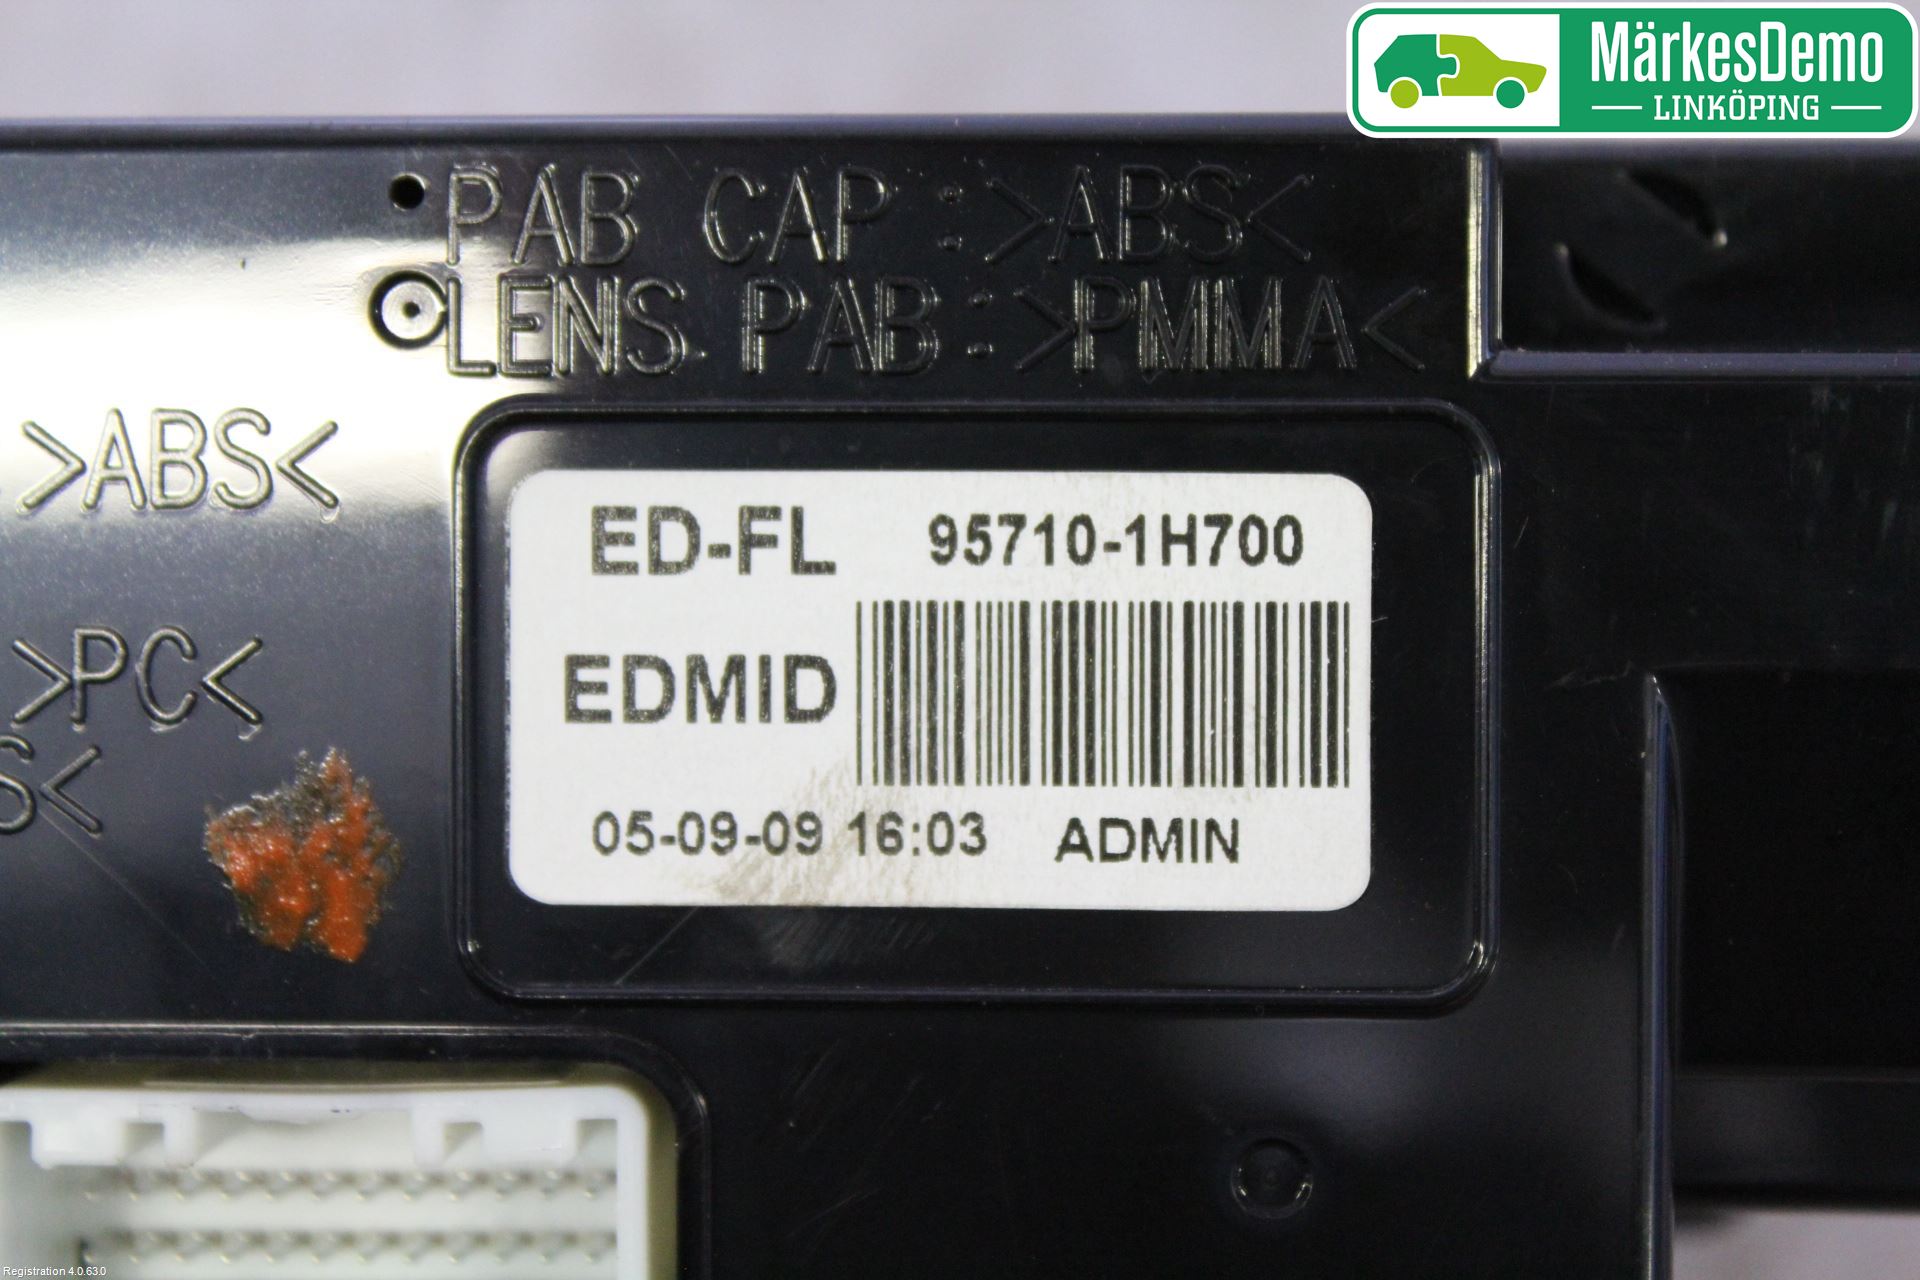 MärkesDemo
LINKÖPING
PAB CAP : >ABS<
LENS PAB : >PMMA<
>ABS<
>PC<
S<
ED-FL 95710-1H700
EDMID
05-09-09 16:03 ADMIN
Registration 4.0.63.0